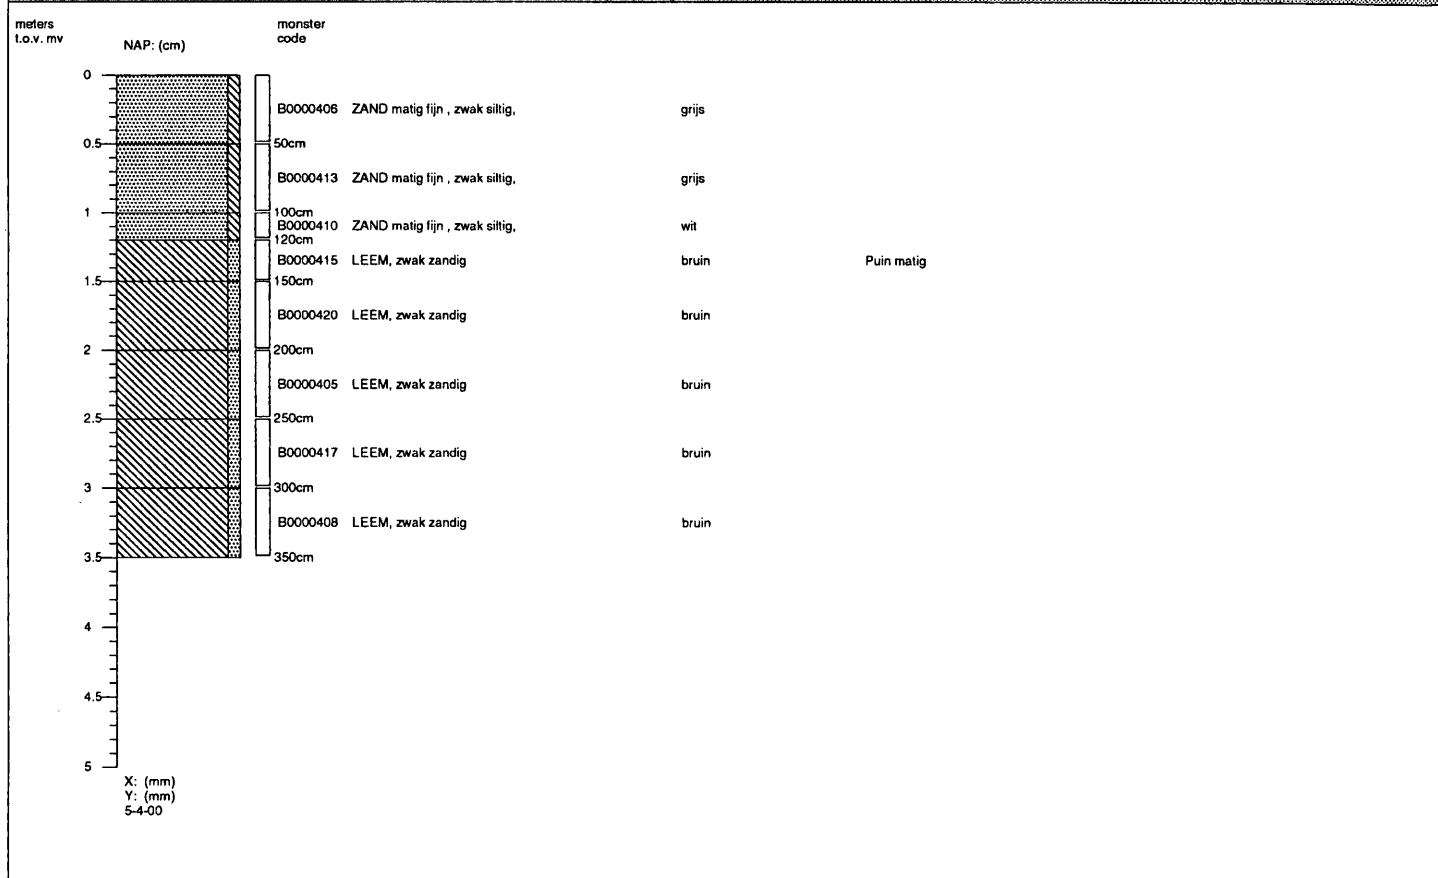 meters monster
t.o.v. mv code
NAP: (cm)
0
B0000406 ZAND matig fijn , zwak siltig, grijs
0.5 50cm
B0000413 ZAND matig fijn , zwak siltig, grijs
1 100cm
B0000410 ZAND matig fijn , zwak siltig, wit
120cm
B0000415 LEEM, zwak zandig bruin Puin matig
1.5 150cm
B0000420 LEEM, zwak zandig bruin
2 200cm
B0000405 LEEM, zwak zandig bruin
2.5 250cm
B0000417 LEEM, zwak zandig bruin
3 300cm
B0000408 LEEM, zwak zandig bruin
3.5 350cm
4
4.5
5
X: (mm)
Y: (mm)
5-4-00